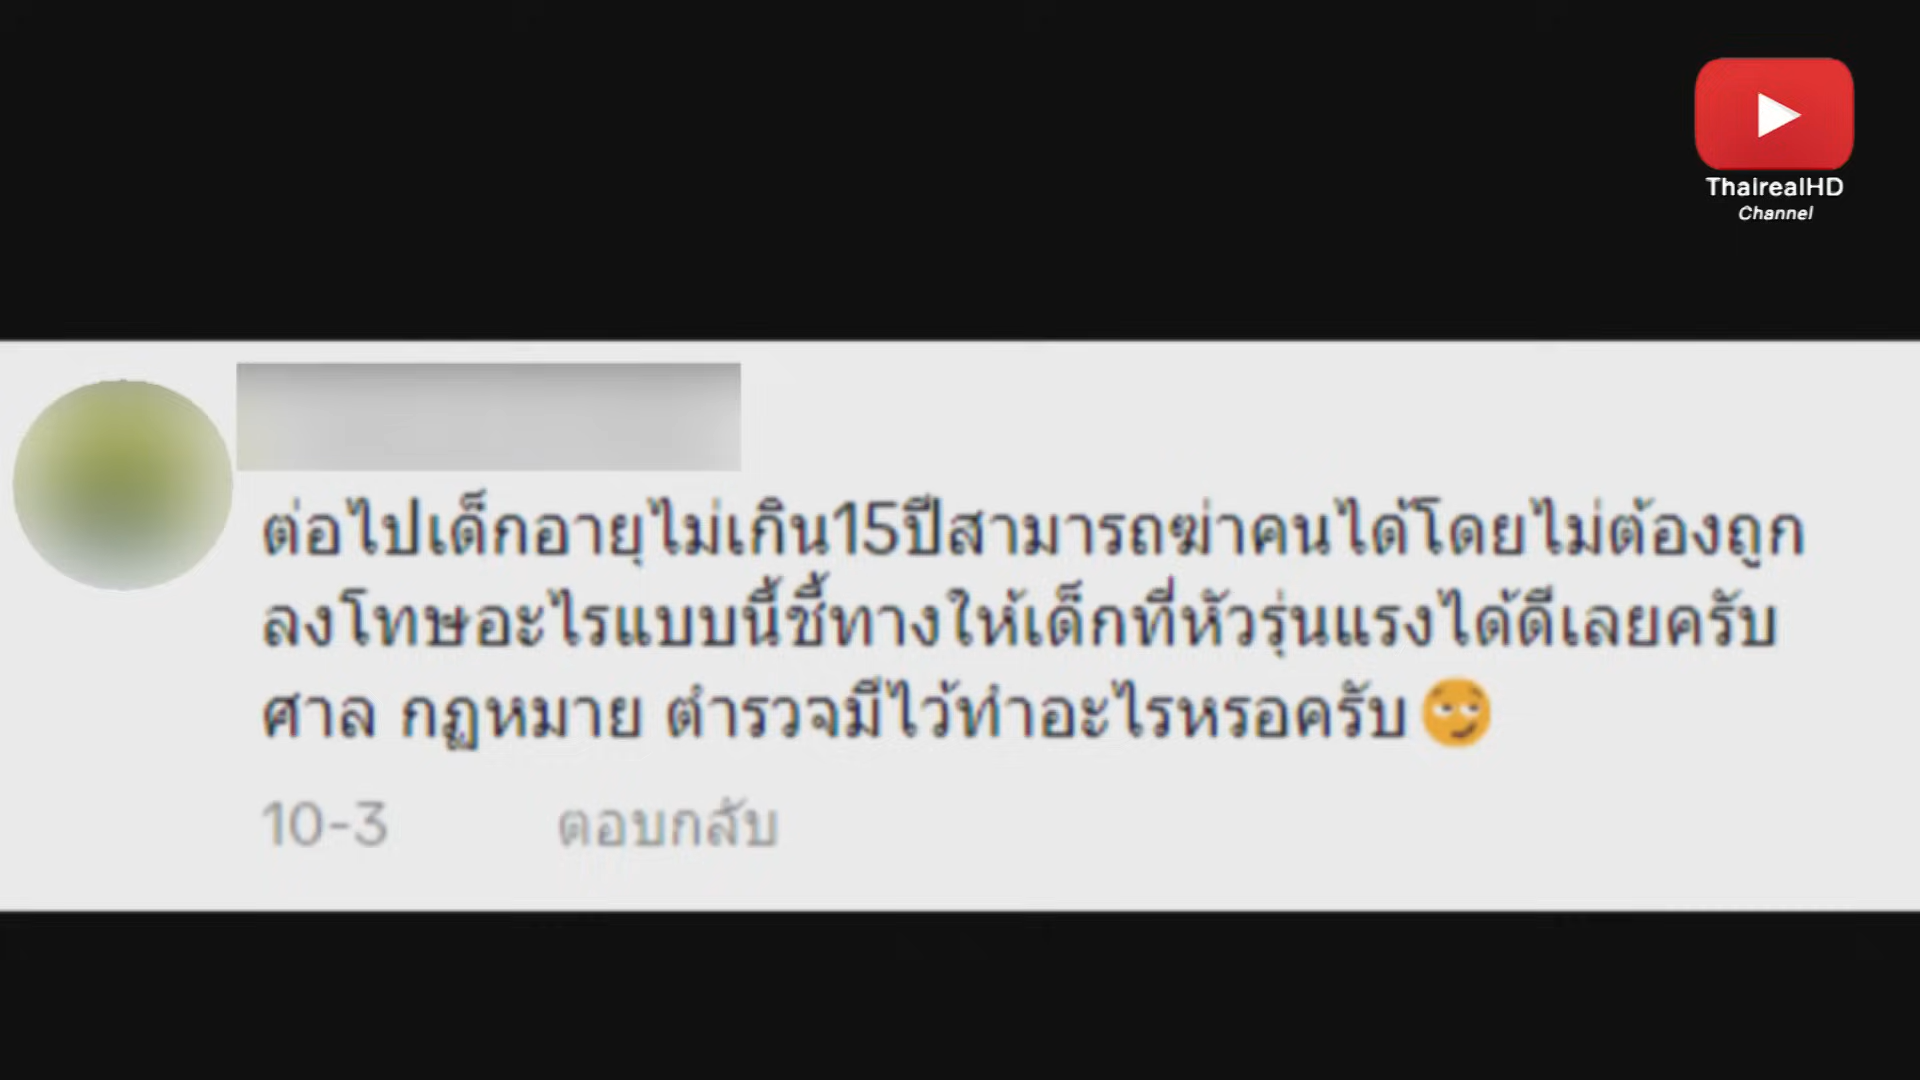 ThairealHD
Channel
ต่อไปเด็กอายุไม่เกิน15ปีสามารถฆ่าคนได้โดยไม่ต้องถูก
ลงโทษอะไรแบบนี้ชี้ทางให้เด็กที่หัวรุ่นแรงได้ดีเลยครับ
ศาล กฏหมาย ตำรวจมีไว้ทำอะไรหรอครับ😏
10-3 ตอบกลับ